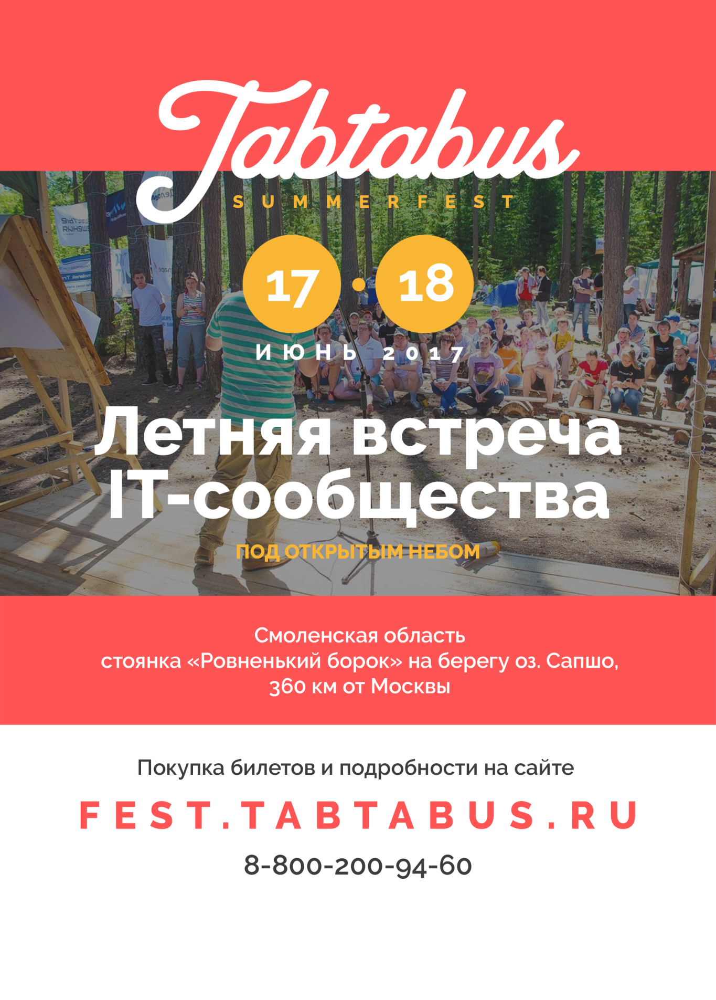 Tabtabus
SUMMERFEST
17 • 18
ИЮНЬ 2017
Летняя встреча
IT-сообщества
ПОД ОТКРЫТЫМ НЕБОМ
Смоленская область
стоянка «Ровненький борок» на берегу оз. Сапшо,
360 км от Москвы
Покупка билетов и подробности на сайте
FEST.TABTABUS.RU
8-800-200-94-60